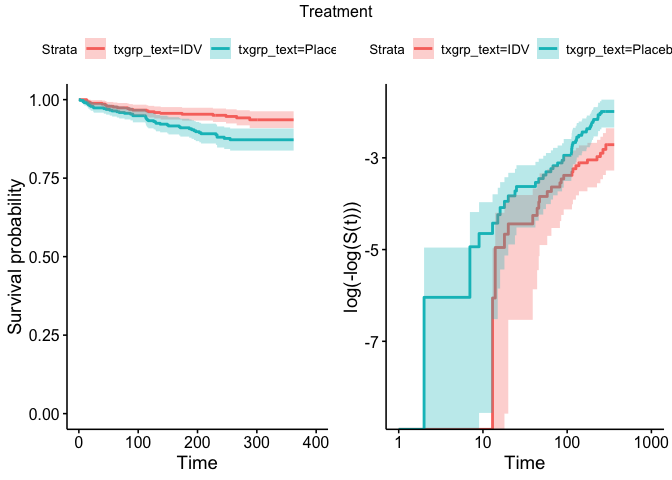 Treatment
Strata txgrp_text=IDV txgrp_text=Place
Strata txgrp_text=IDV txgrp_text=Placeb
Survival probability
1.00
0.75
0.50
0.25
0.00
0 100 200 300 400
Time
log(-log(S(t)))
-3
-5
-7
1 10 100 1000
Time